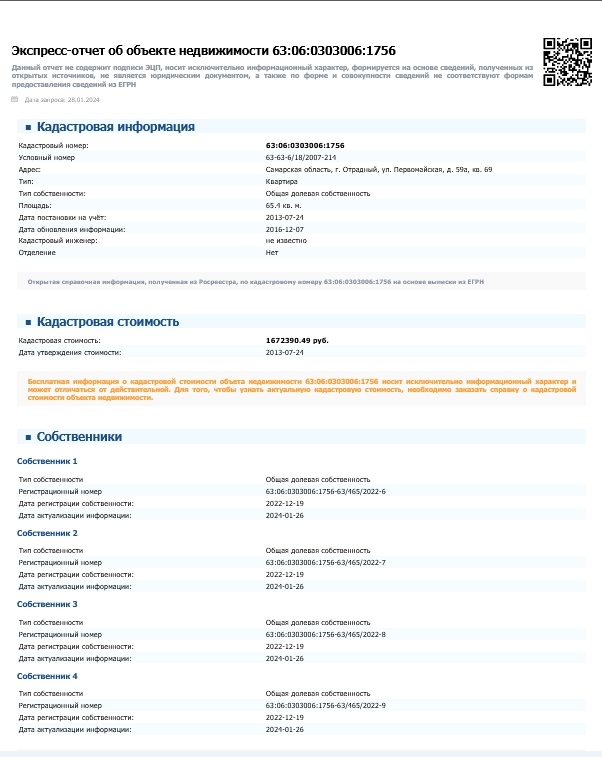 Экспресс-отчет об объекте недвижимости 63:06:0303006:1756
Данный отчет не содержит подписи ЭЦП, носит исключительно информационный характер, формируется на основе сведений, полученных из
открытых источников, не является юридическим документом, а также по форме и совокупности сведений не соответствуют формам
предоставления сведений из ЕГРН
Дата запроса: 28.01.2024
Кадастровая информация
Кадастровый номер: 63:06:0303006:1756
Условный номер 63-63-6/18/2007-214
Адрес: Самарская область, г. Отрадный, ул. Первомайская, д. 59а, кв. 69
Тип: Квартира
Тип собственности: Общая долевая собственность
Площадь: 65.4 кв. м.
Дата постановки на учёт: 2013-07-24
Дата обновления информации: 2016-12-07
Кадастровый инженер: не известно
Отделение Нет
Открытая справочная информация, полученная из Росреестра, по кадастровому номеру 63:06:0303006:1756 на основе выписки из ЕГРН
Кадастровая стоимость
Кадастровая стоимость: 1672390.49 руб.
Дата утверждения стоимости: 2013-07-24
Бесплатная информация о кадастровой стоимости объета недвижимости 63:06:0303006:1756 носит исключительно информационный характер и
может отличаться от действительной. Для того, чтобы узнать актуальную кадастровую стоимость, необходимо заказать справку о кадастровой
стоимости объекта недвижимости.
Собственники
Собственник 1
Тип собственности Общая долевая собственность
Регистрационный номер 63:06:0303006:1756-63/465/2022-6
Дата регистрации собственности: 2022-12-19
Дата актуализации информации: 2024-01-26
Собственник 2
Тип собственности Общая долевая собственность
Регистрационный номер 63:06:0303006:1756-63/465/2022-7
Дата регистрации собственности: 2022-12-19
Дата актуализации информации: 2024-01-26
Собственник 3
Тип собственности Общая долевая собственность
Регистрационный номер 63:06:0303006:1756-63/465/2022-8
Дата регистрации собственности: 2022-12-19
Дата актуализации информации: 2024-01-26
Собственник 4
Тип собственности Общая долевая собственность
Регистрационный номер 63:06:0303006:1756-63/465/2022-9
Дата регистрации собственности: 2022-12-19
Дата актуализации информации: 2024-01-26